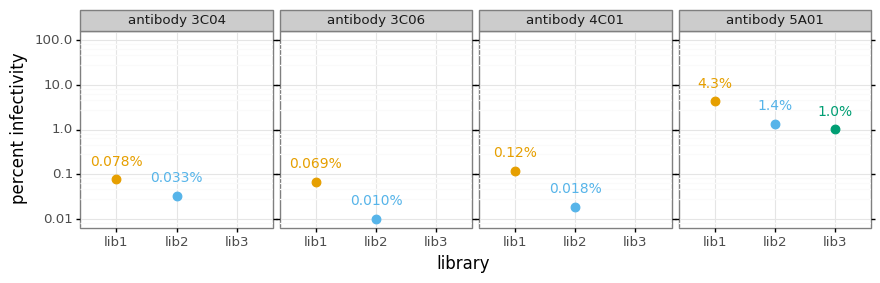 antibody 3C04 antibody 3C06 antibody 4C01 antibody 5A01
percent infectivity
100.0
10.0
1.0
0.1
0.01
0.078% 0.033%
0.069% 0.010%
0.12% 0.018%
4.3% 1.4% 1.0%
lib1 lib2 lib3 lib1 lib2 lib3 lib1 lib2 lib3 lib1 lib2 lib3
library